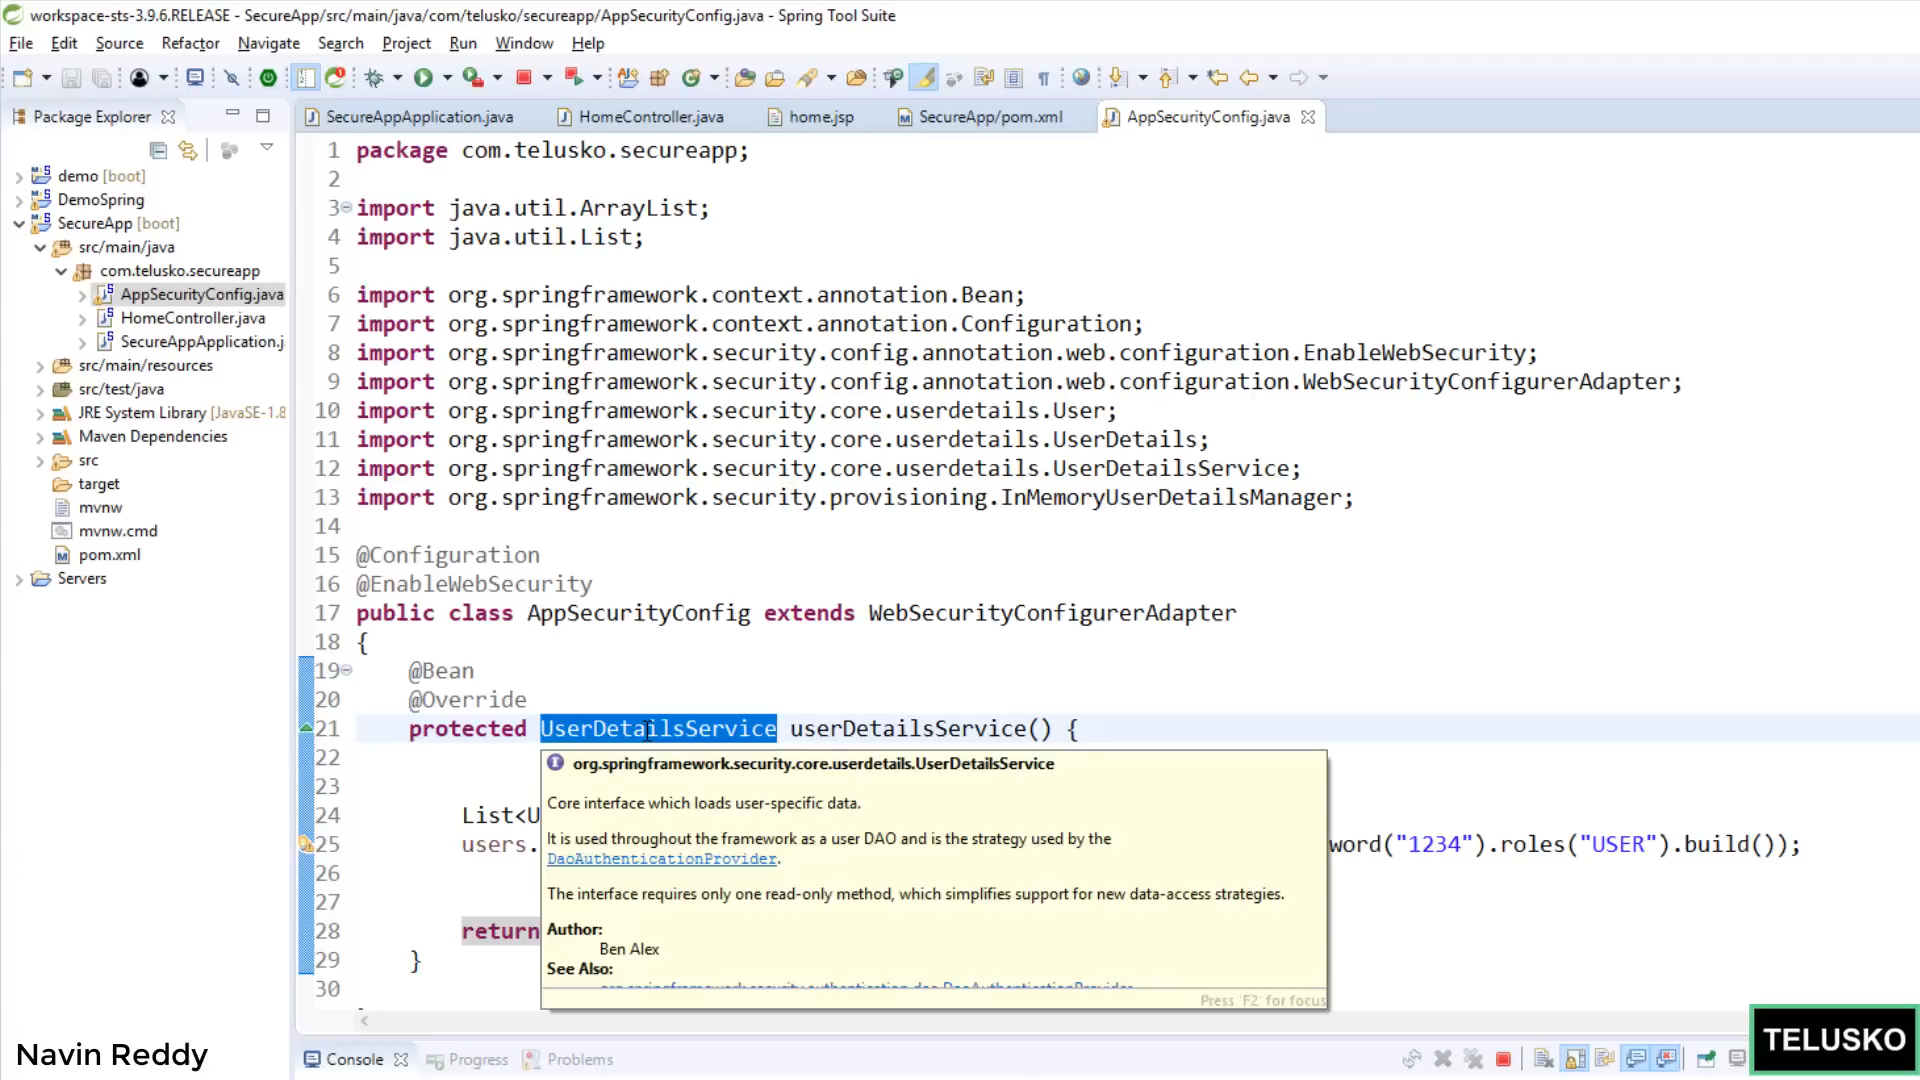 workspace-sts-3.9.6.RELEASE - SecureApp/src/main/java/com/telusko/secureapp/AppSecurityConfig.java - Spring Tool Suite
File Edit Source Refactor Navigate Search Project Run Window Help
Package Explorer
SecureAppApplication.java HomeController.java home.jsp SecureApp/pom.xml AppSecurityConfig.java
demo [boot]
DemoSpring
SecureApp [boot]
src/main/java
com.telusko.secureapp
AppSecurityConfig.java
HomeController.java
SecureAppApplication.j
src/main/resources
src/test/java
JRE System Library [JavaSE-1.8
Maven Dependencies
src
target
mvnw
mvnw.cmd
pom.xml
Servers
1 package com.telusko.secureapp;
2
3 import java.util.ArrayList;
4 import java.util.List;
5
6 import org.springframework.context.annotation.Bean;
7 import org.springframework.context.annotation.Configuration;
8 import org.springframework.security.config.annotation.web.configuration.EnableWebSecurity;
9 import org.springframework.security.config.annotation.web.configuration.WebSecurityConfigurerAdapter;
10 import org.springframework.security.core.userdetails.User;
11 import org.springframework.security.core.userdetails.UserDetails;
12 import org.springframework.security.core.userdetails.UserDetailsService;
13 import org.springframework.security.provisioning.InMemoryUserDetailsManager;
14
15 @Configuration
16 @EnableWebSecurity
17 public class AppSecurityConfig extends WebSecurityConfigurerAdapter
18 {
19 @Bean
20 @Override
21 protected UserDetailsService userDetailsService() {
22
23
24 List<U
25 users. word("1234").roles("USER").build());
26
27
28 return
29 }
30
org.springframework.security.core.userdetails.UserDetailsService
Core interface which loads user-specific data.
It is used throughout the framework as a user DAO and is the strategy used by the
DaoAuthenticationProvider.
The interface requires only one read-only method, which simplifies support for new data-access strategies.
Author:
Ben Alex
See Also:
Press 'F2' for focus
Console Progress Problems
Navin Reddy
TELUSKO